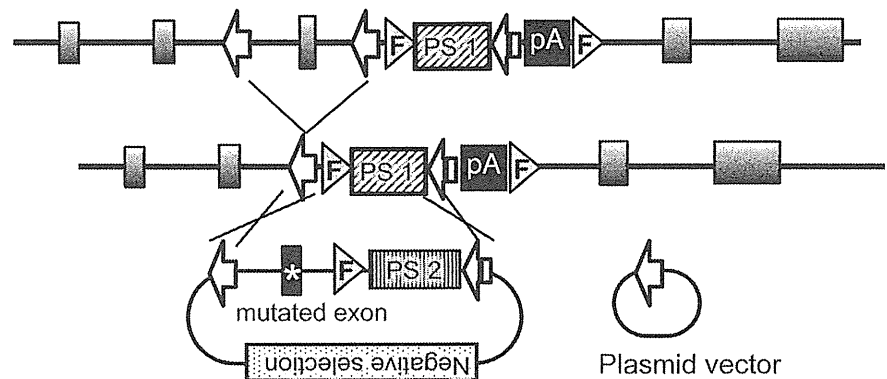 F PS 1 pA F
F PS 1 pA F
* F PS 2
mutated exon
Negative selection
Plasmid vector